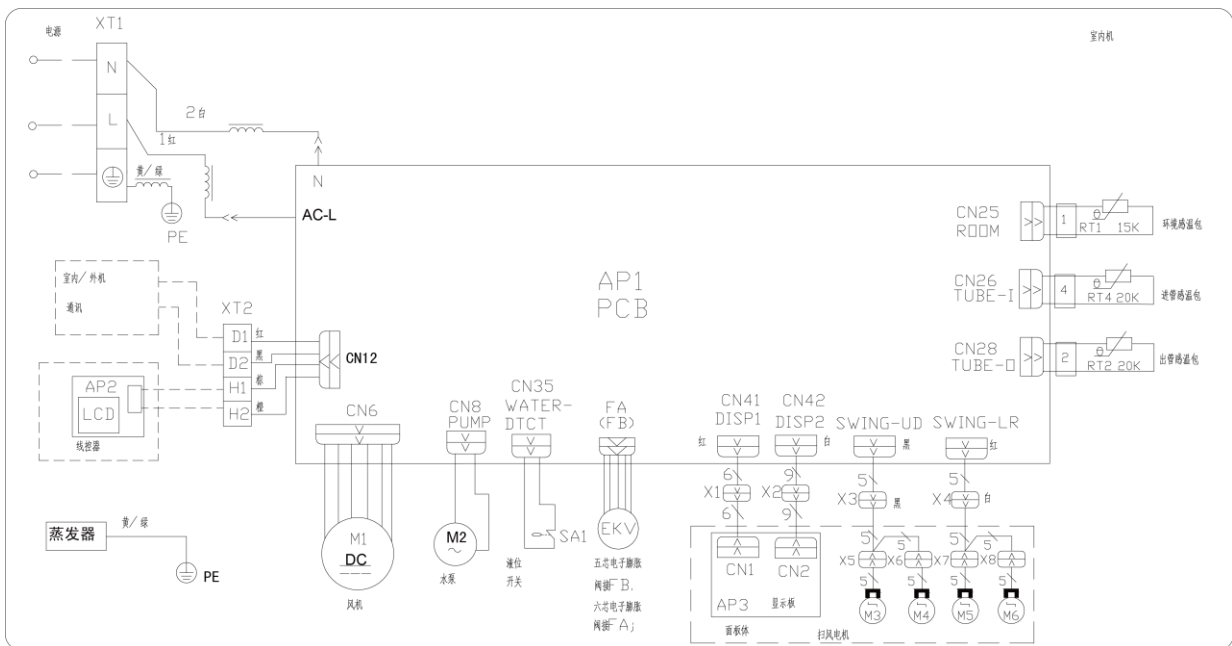 电源
XT1
室内机
N
L
2白
1红
黄/绿
PE
N
AC-L
AP1
PCB
CN25
ROOM
1
RT1 15K
环境感温包
CN26
TUBE-I
4
RT4 20K
进管感温包
CN28
TUBE-O
2
RT2 20K
出管感温包
室内/外机
通讯
XT2
D1
红
D2
黑
H1
棕
H2
橙
CN12
AP2
LCD
线控器
CN6
CN8
PUMP
CN35
WATER-
DTCT
FA
(FB)
CN41
DISP1
红
CN42
DISP2
白
SWING-UD
黑
SWING-LR
红
6
9
5
5
X1
X2
X3
黑
X4
白
6
9
5
5
5
5
X5
X6
X7
X8
5
5
5
5
M1
DC
风机
M2
水泵
SA1
液位
开关
EKV
五芯电子膨胀
阀接FB.
六芯电子膨胀
阀接FA;
CN1
CN2
AP3
显示板
面板体
M3
M4
M5
M6
扫风电机
蒸发器
黄/绿
PE